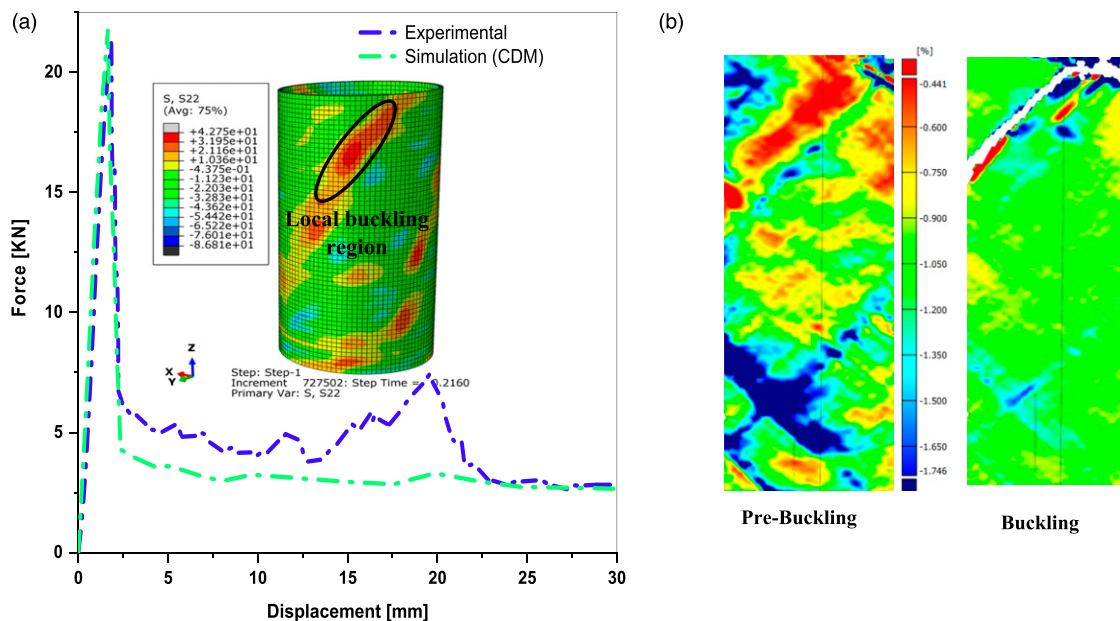 (a)
Experimental
Simulation (CDM)
20
15
10
5
0
Force [KN]
S, S22
(Avg: 75%)
+4.275e+01
+3.195e+01
+2.116e+01
+1.036e+01
-4.375e-01
-1.123e+01
-2.203e+01
-3.283e+01
-4.362e+01
-5.442e+01
-6.522e+01
-7.601e+01
-8.681e+01
Local buckling
region
Z
X
Y
Step: Step-1
Increment 727502: Step Time = 0.2160
Primary Var: S, S22
0 5 10 15 20 25 30
Displacement [mm]
(b)
[%]
-0.441
-0.600
-0.750
-0.900
-1.050
-1.200
-1.350
-1.500
-1.650
-1.746
Pre-Buckling
Buckling